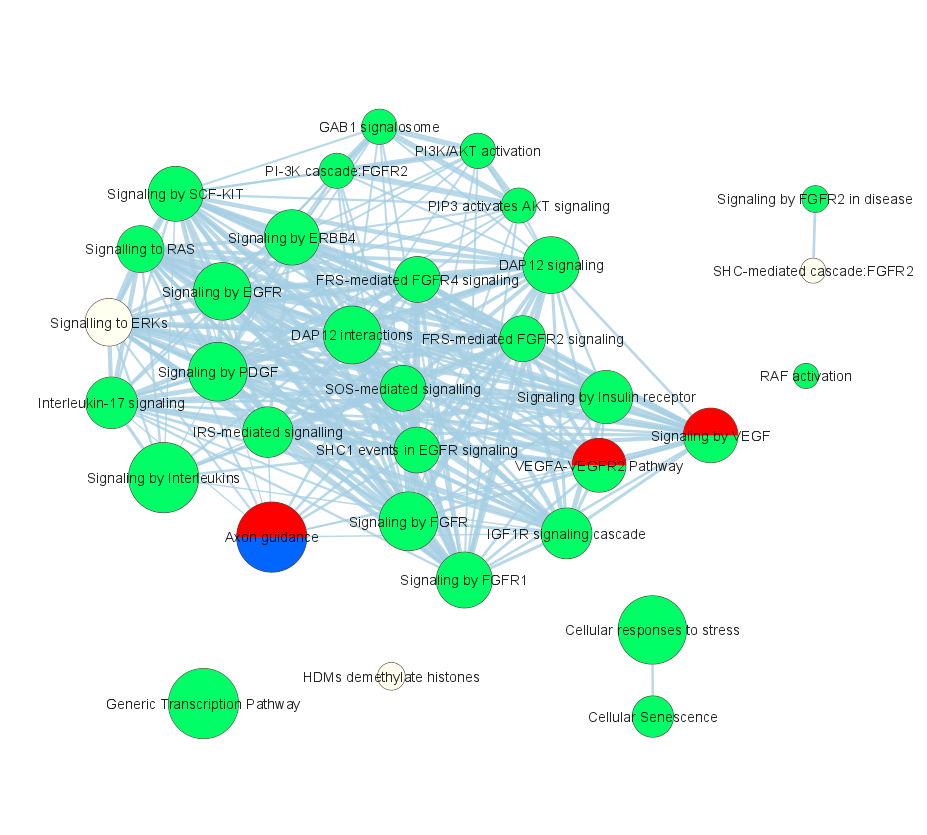 GAB1 signalosome
PI3K/AKT activation
PI-3K cascade:FGFR2
Signaling by SCF-KIT
Signaling by FGFR2 in disease
PIP3 activates AKT signaling
Signaling by ERBB4
Signalling to RAS
DAP12 signaling
SHC-mediated cascade:FGFR2
FRS-mediated FGFR4 signaling
Signaling by EGFR
Signalling to ERKs
DAP12 interactions
FRS-mediated FGFR2 signaling
Signaling by PDGF
RAF activation
SOS-mediated signalling
Signaling by Insulin receptor
Interleukin-17 signaling
IRS-mediated signalling
Signaling by VEGF
SHC1 events in EGFR signaling
VEGFA-VEGFR2 Pathway
Signaling by Interleukins
Signaling by FGFR
IGF1R signaling cascade
Axon guidance
Signaling by FGFR1
Cellular responses to stress
HDMs demethylate histones
Generic Transcription Pathway
Cellular Senescence